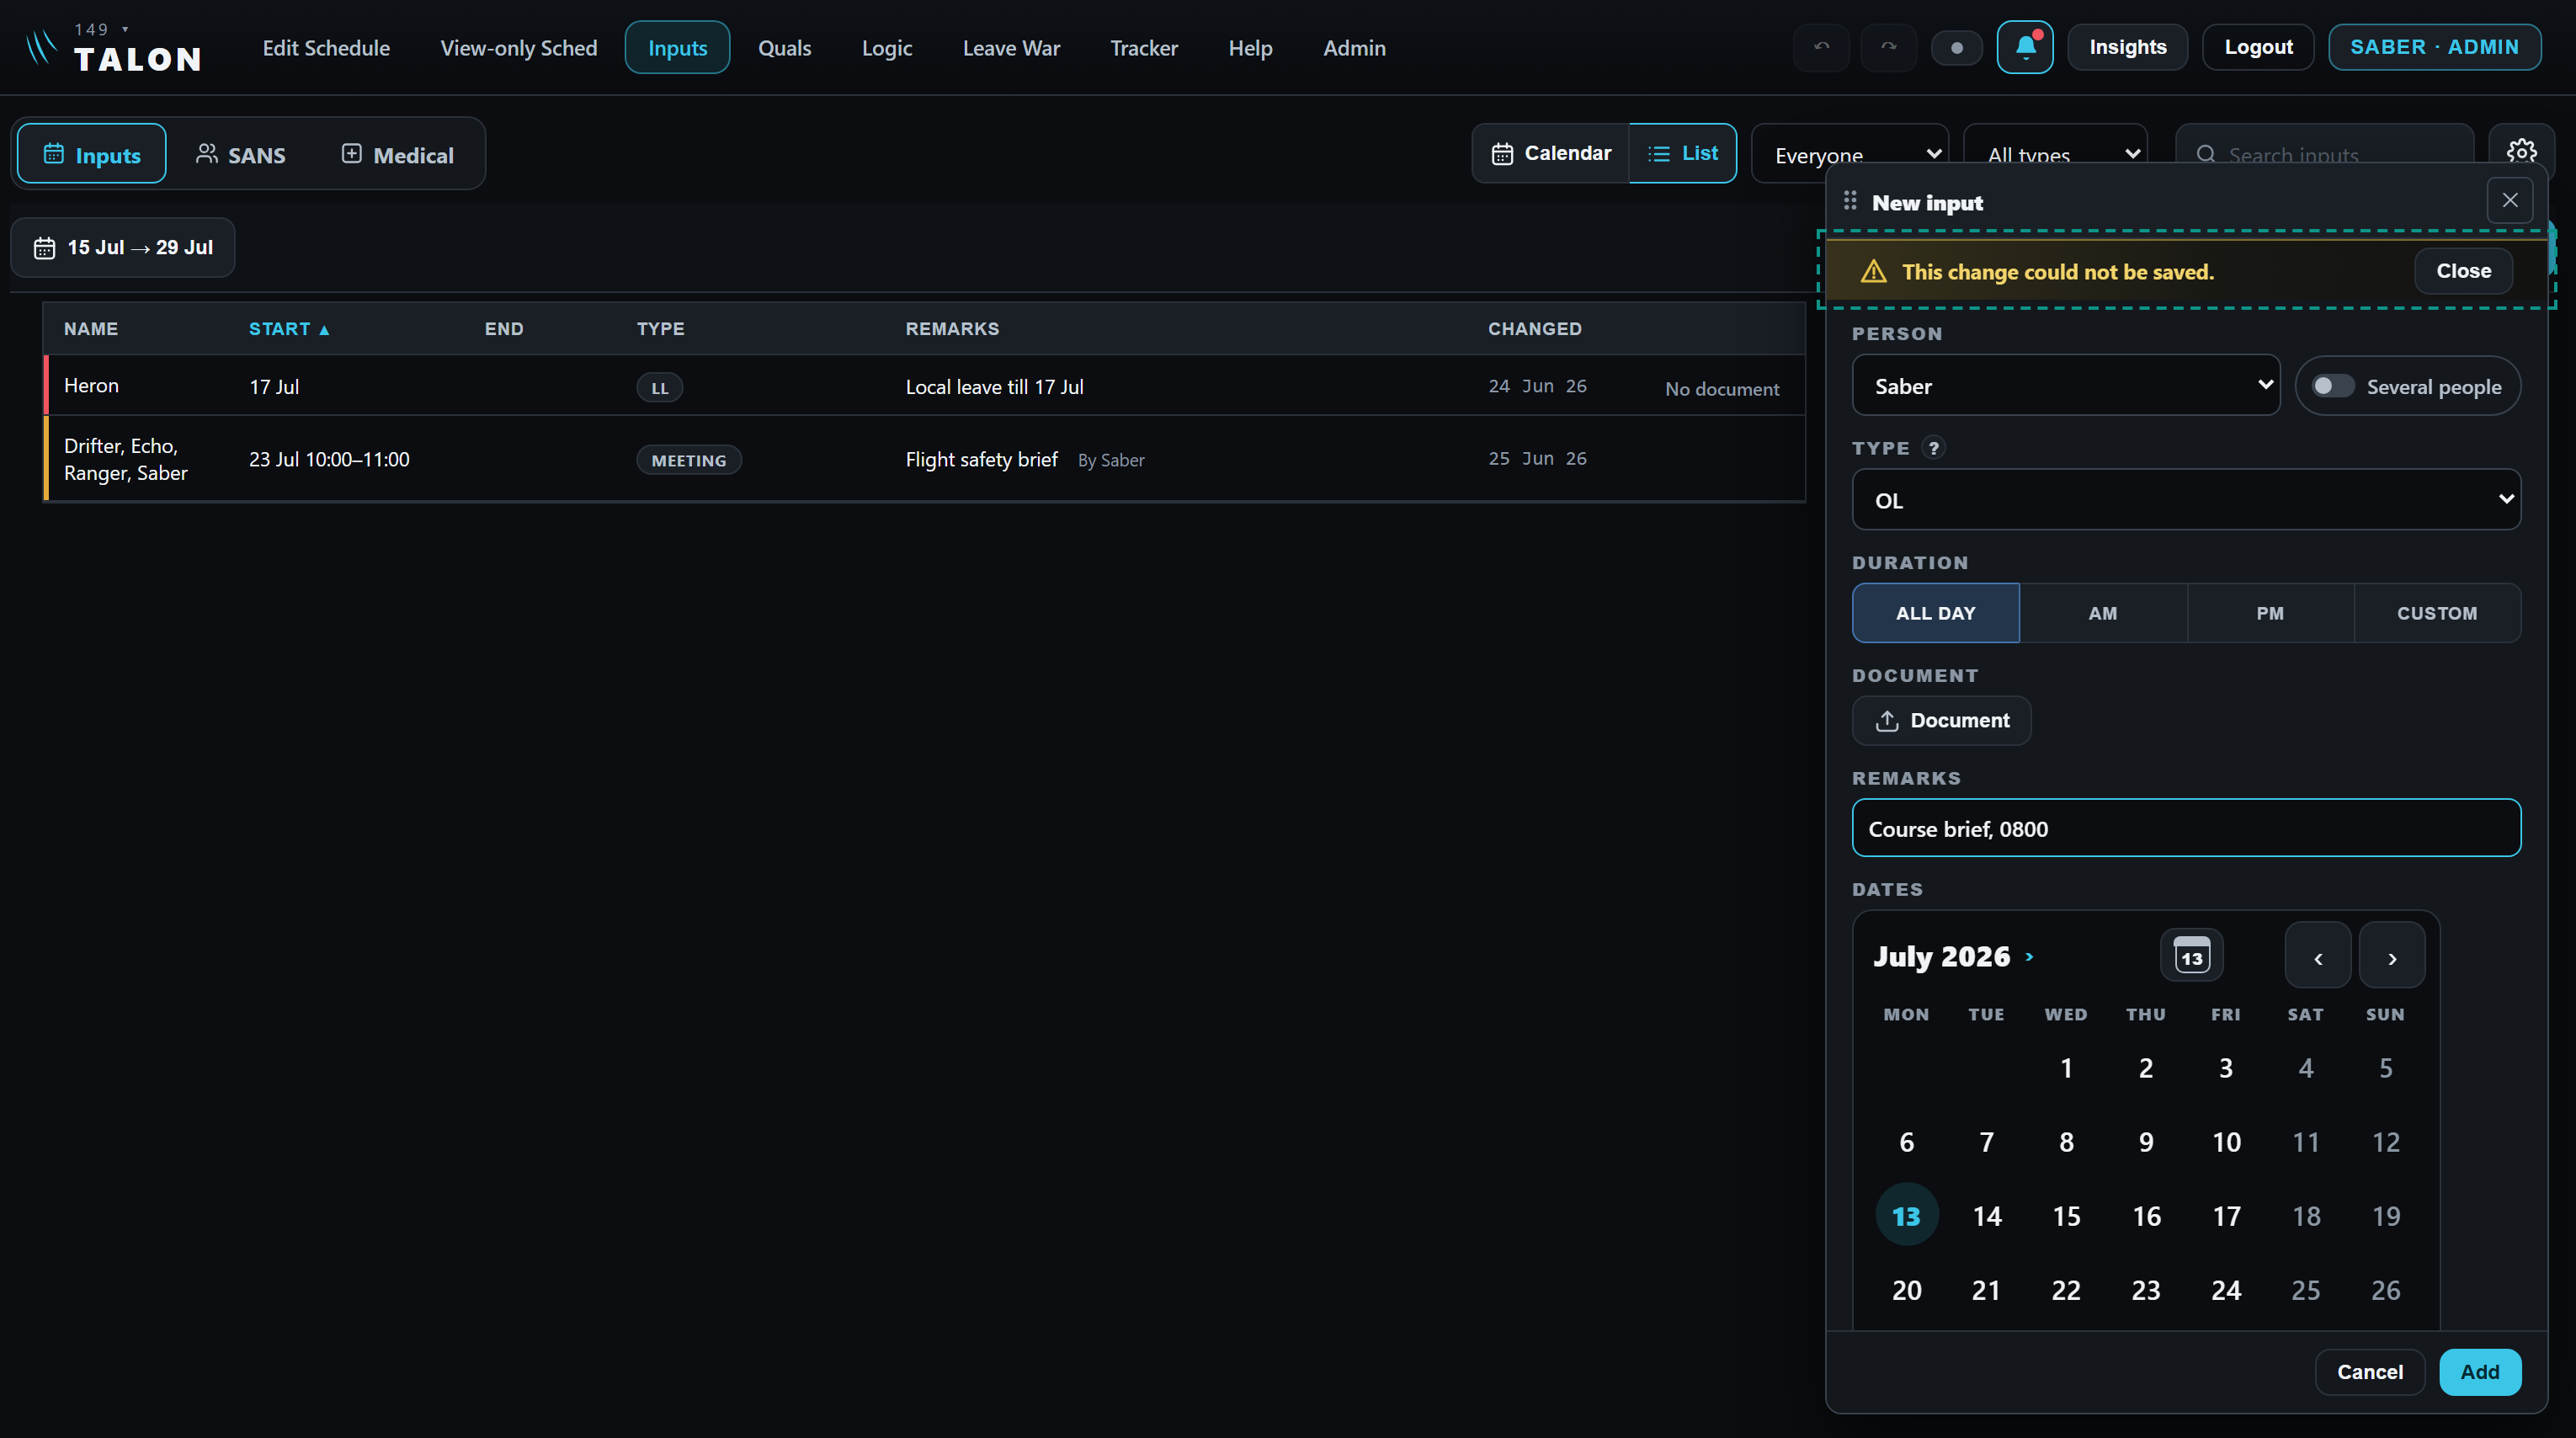 149 ▾
TALON
Edit Schedule
View-only Sched
Inputs
Quals
Logic
Leave War
Tracker
Help
Admin
Insights
Logout
SABER · ADMIN
Inputs
SANS
Medical
Calendar
List
Everyone
All types
Search inputs
15 Jul → 29 Jul
NAME START ▲ END TYPE REMARKS CHANGED
Heron 17 Jul LL Local leave till 17 Jul 24 Jun 26 No document
Drifter, Echo,
Ranger, Saber
23 Jul 10:00–11:00 MEETING Flight safety brief By Saber 25 Jun 26
New input
This change could not be saved.
Close
PERSON
Saber
Several people
TYPE ?
OL
DURATION
ALL DAY AM PM CUSTOM
DOCUMENT
Document
REMARKS
Course brief, 0800
DATES
July 2026 ›
13
‹ ›
MON TUE WED THU FRI SAT SUN
1 2 3 4 5
6 7 8 9 10 11 12
13 14 15 16 17 18 19
20 21 22 23 24 25 26
Cancel
Add